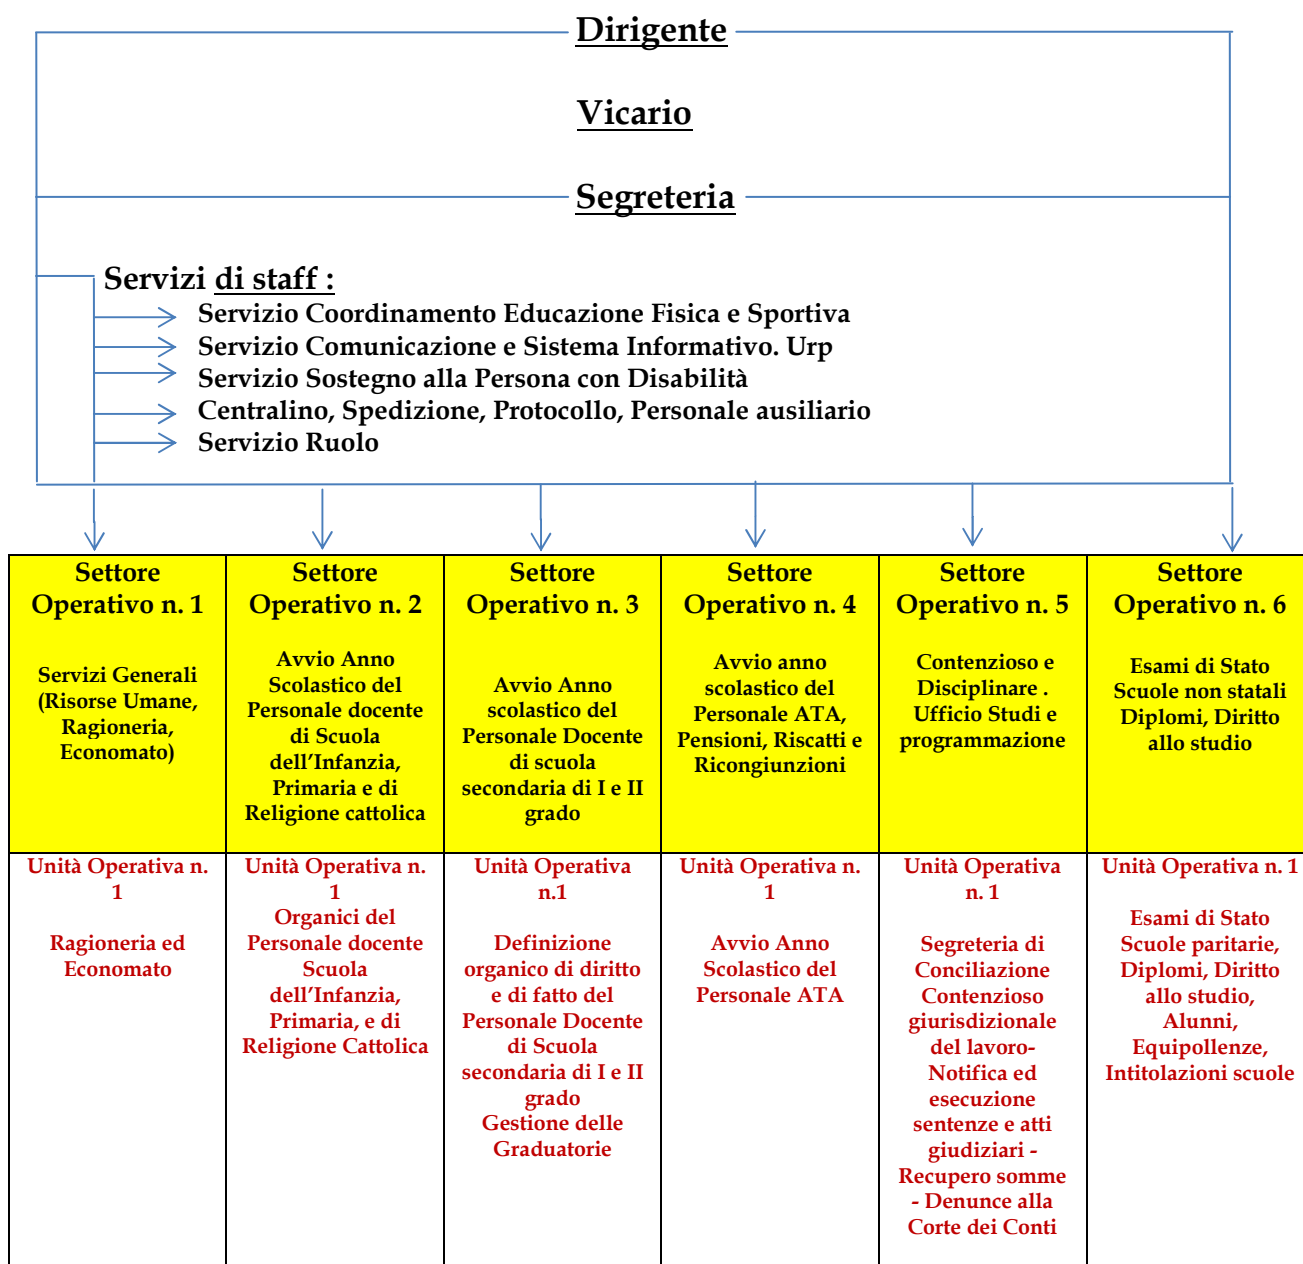 Dirigente
Vicario
Segreteria
Servizi di staff :
Servizio Coordinamento Educazione Fisica e Sportiva
Servizio Comunicazione e Sistema Informativo. Urp
Servizio Sostegno alla Persona con Disabilità
Centralino, Spedizione, Protocollo, Personale ausiliario
Servizio Ruolo
Settore
Operativo n. 1
Servizi Generali
(Risorse Umane,
Ragioneria,
Economato)
Settore
Operativo n. 2
Avvio Anno
Scolastico del
Personale docente
di Scuola
dell’Infanzia,
Primaria e di
Religione cattolica
Settore
Operativo n. 3
Avvio Anno
scolastico del
Personale Docente
di scuola
secondaria di I e II
grado
Settore
Operativo n. 4
Avvio anno
scolastico del
Personale ATA,
Pensioni, Riscatti e
Ricongiunzioni
Settore
Operativo n. 5
Contenzioso e
Disciplinare .
Ufficio Studi e
programmazione
Settore
Operativo n. 6
Esami di Stato
Scuole non statali
Diplomi, Diritto
allo studio
Unità Operativa n.
1
Ragioneria ed
Economato
Unità Operativa n.
1
Organici del
Personale docente
Scuola
dell’Infanzia,
Primaria, e di
Religione Cattolica
Unità Operativa
n.1
Definizione
organico di diritto
e di fatto del
Personale Docente
di Scuola
secondaria di I e II
grado
Gestione delle
Graduatorie
Unità Operativa n.
1
Avvio Anno
Scolastico del
Personale ATA
Unità Operativa
n. 1
Segreteria di
Conciliazione
Contenzioso
giurisdizionale
del lavoro-
Notifica ed
esecuzione
sentenze e atti
giudiziari -
Recupero somme
- Denunce alla
Corte dei Conti
Unità Operativa n. 1
Esami di Stato
Scuole paritarie,
Diplomi, Diritto
allo studio,
Alunni,
Equipollenze,
Intitolazioni scuole